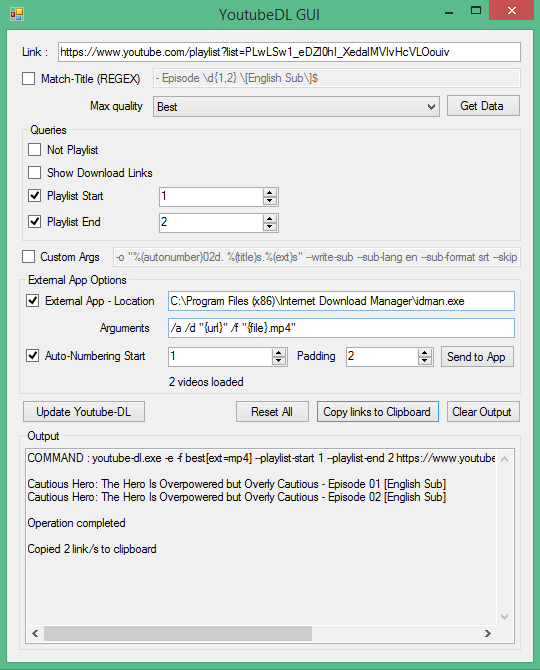 YoutubeDL GUI
Link : https://www.youtube.com/playlist?list=PLwLSw1_eDZl0hI_XedalMVIvHcVLOouiv
Match-Title (REGEX) - Episode \d{1,2} \[English Sub\]$
Max quality Best Get Data
Queries
Not Playlist
Show Download Links
Playlist Start 1
Playlist End 2
Custom Args -o "%(autonumber)02d. %(title)s.%(ext)s" --write-sub --sub-lang en --sub-format srt --skip
External App Options
External App - Location C:\Program Files (x86)\Internet Download Manager\idman.exe
Arguments /a /d "{url}" /f "{file}.mp4"
Auto-Numbering Start 1 Padding 2 Send to App
2 videos loaded
Update Youtube-DL Reset All Copy links to Clipboard Clear Output
Output
COMMAND : youtube-dl.exe -e -f best[ext=mp4] --playlist-start 1 --playlist-end 2 https://www.youtube
Cautious Hero: The Hero Is Overpowered but Overly Cautious - Episode 01 [English Sub]
Cautious Hero: The Hero Is Overpowered but Overly Cautious - Episode 02 [English Sub]
Operation completed
Copied 2 link/s to clipboard